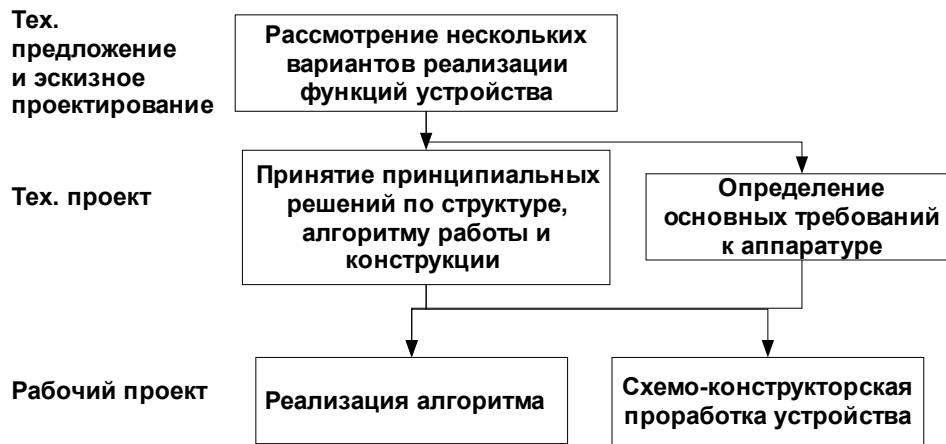 Тех.
предложение
и эскизное
проектирование
Рассмотрение нескольких
вариантов реализации
функций устройства
Тех. проект
Принятие принципиальных
решений по структуре,
алгоритму работы и
конструкции
Определение
основных требований
к аппаратуре
Рабочий проект
Реализация алгоритма
Схемо-конструкторская
проработка устройства